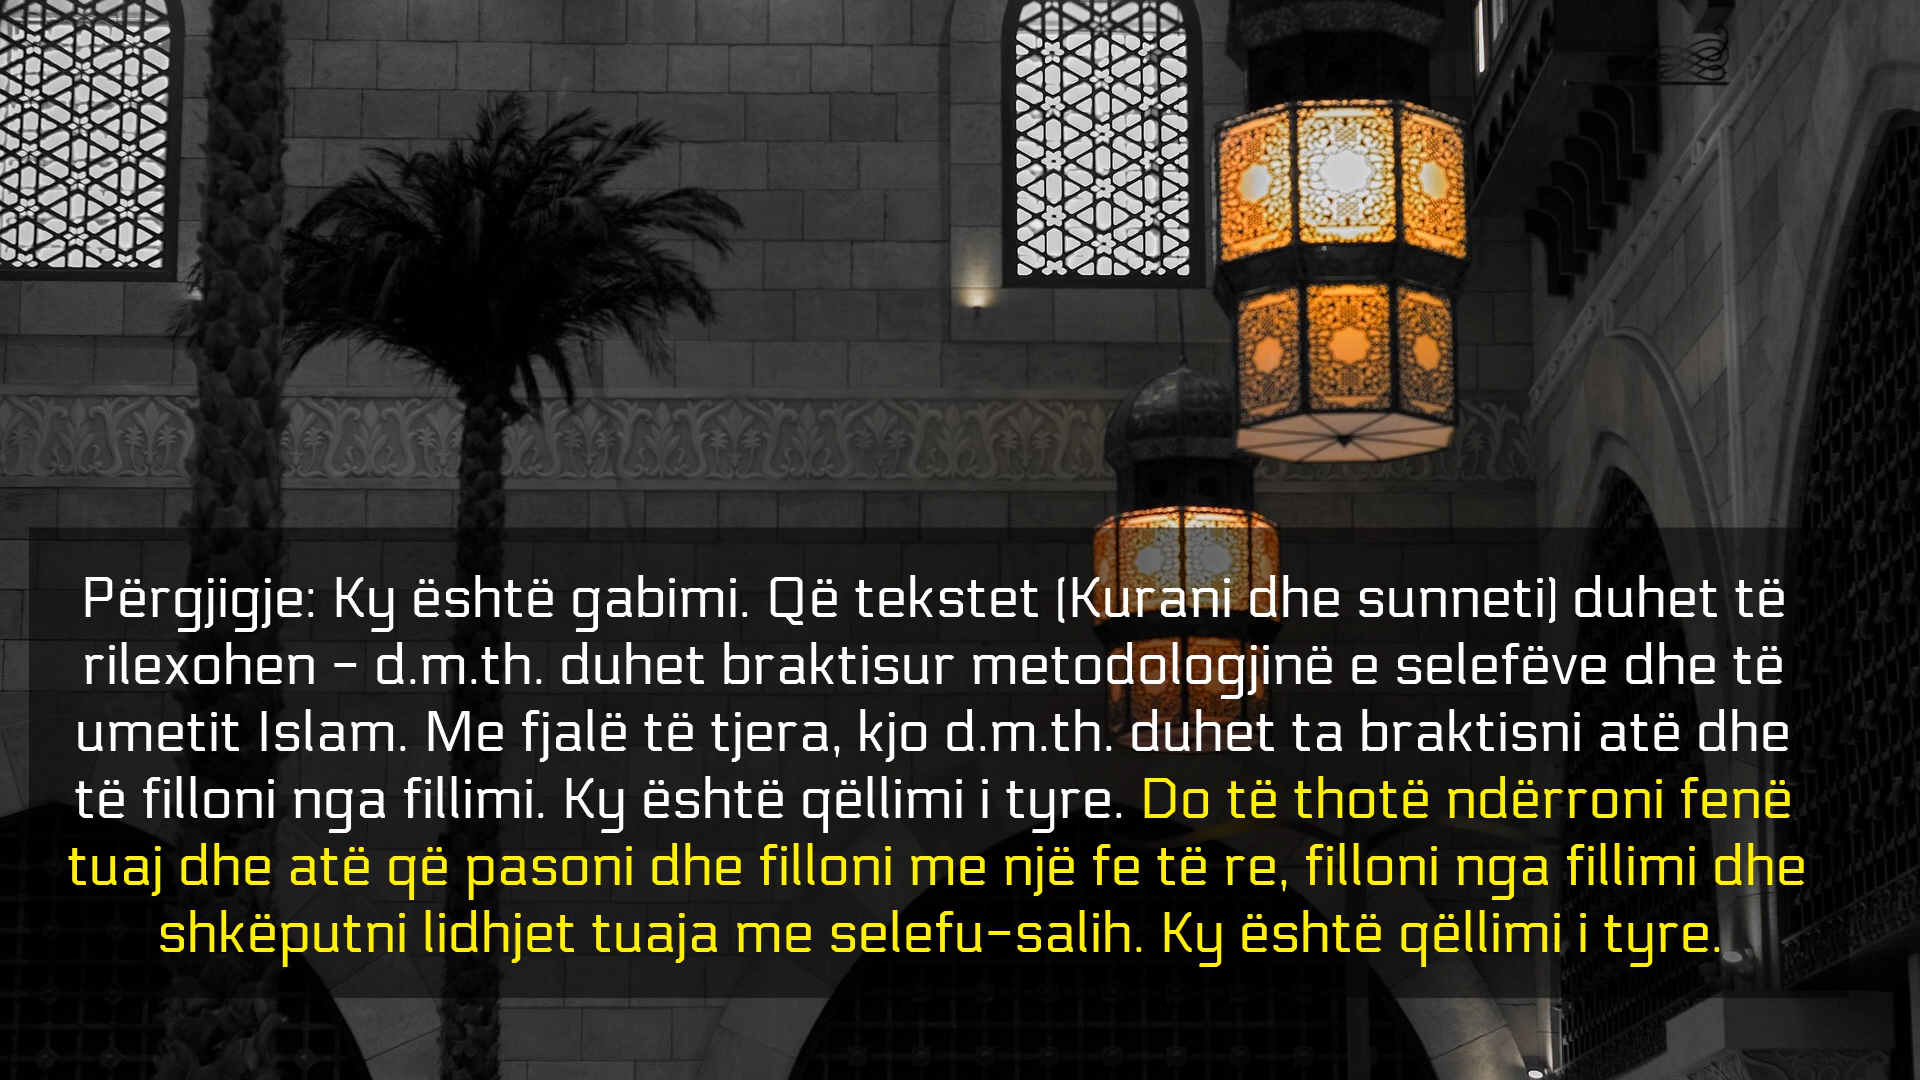 Përgjigje: Ky është gabimi. Që tekstet (Kurani dhe sunneti) duhet të
rilexohen - d.m.th. duhet braktisur metodologjinë e selefëve dhe të
umetit Islam. Me fjalë të tjera, kjo d.m.th. duhet ta braktisni atë dhe
të filloni nga fillimi. Ky është qëllimi i tyre. Do të thotë ndërroni fenë
tuaj dhe atë që pasoni dhe filloni me një fe të re, filloni nga fillimi dhe
shkëputni lidhjet tuaja me selefu-salih. Ky është qëllimi i tyre.